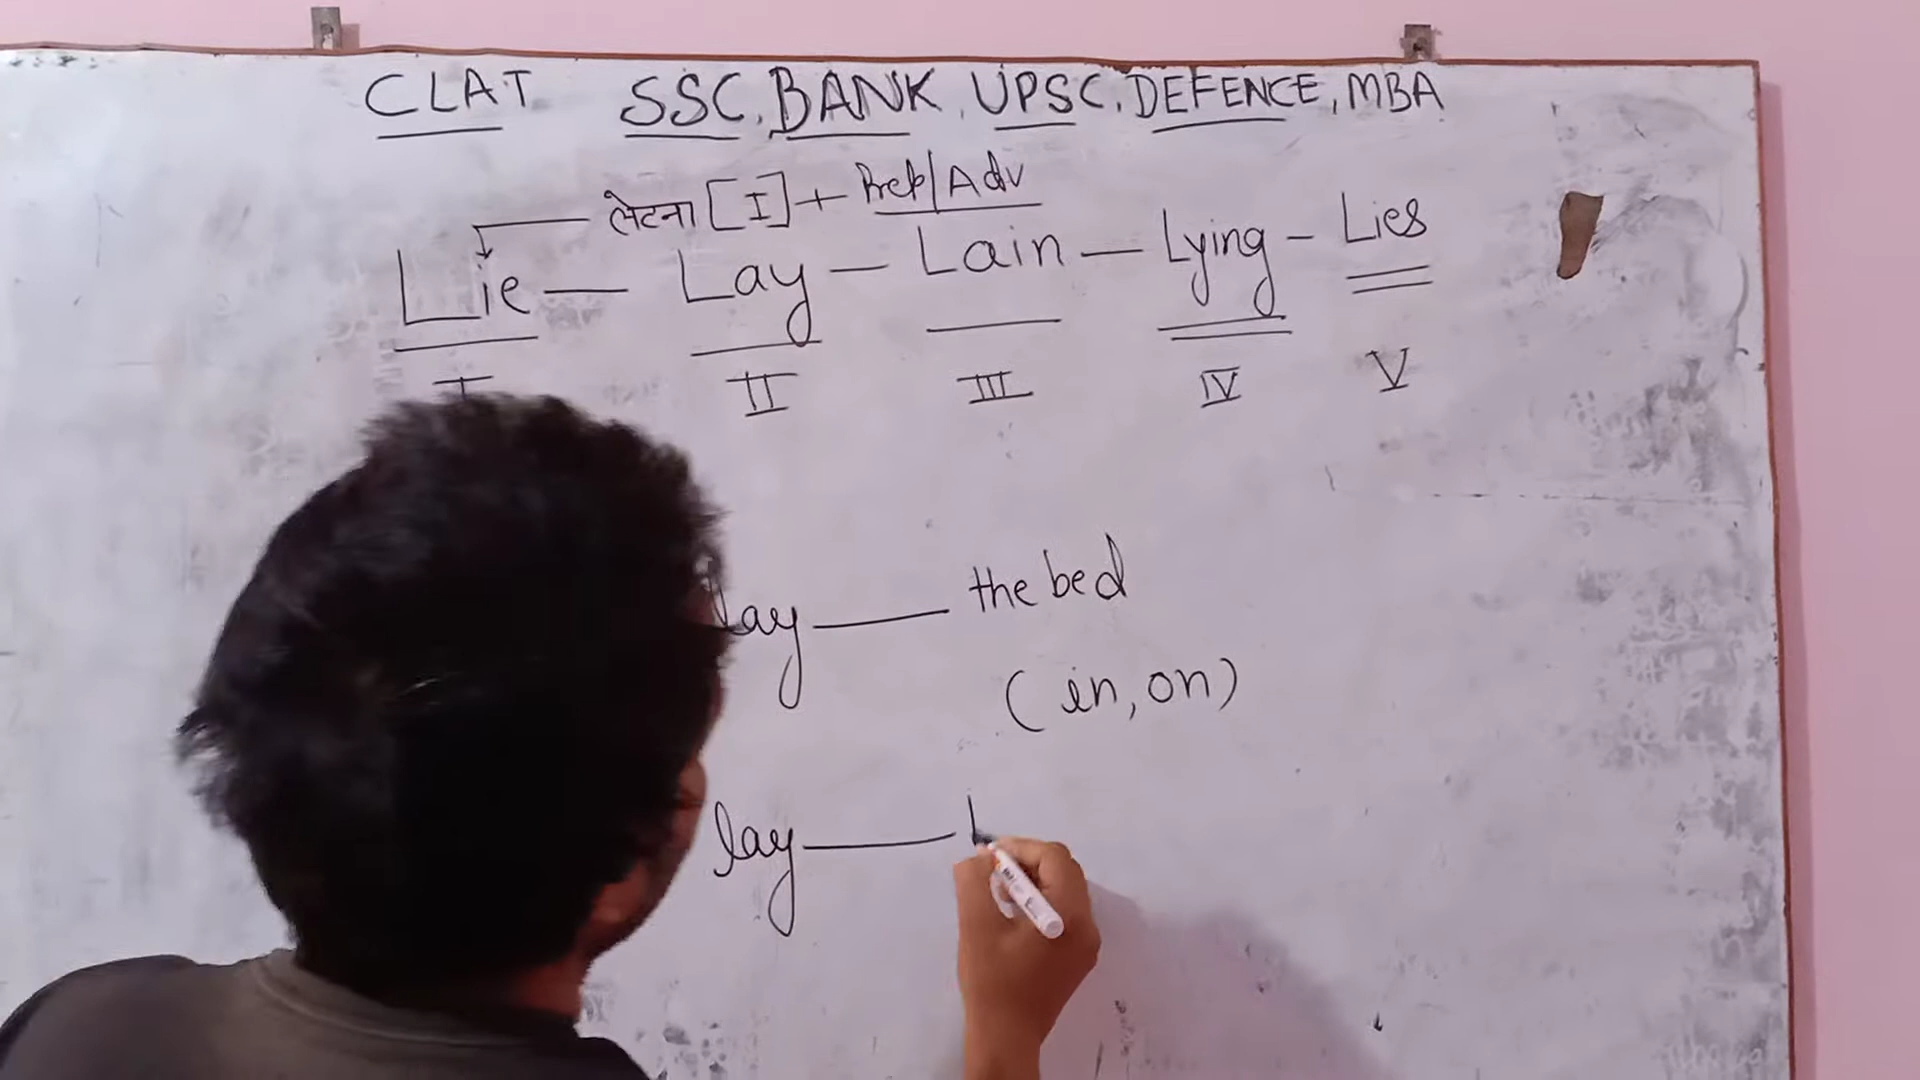 CLAT SSC, BANK, UPSC, DEFENCE, MBA
लेटना [I] + Prep/Adv
Lie — Lay — Lain — Lying - Lies
I II III IV V
lay the bed
(in, on)
lay